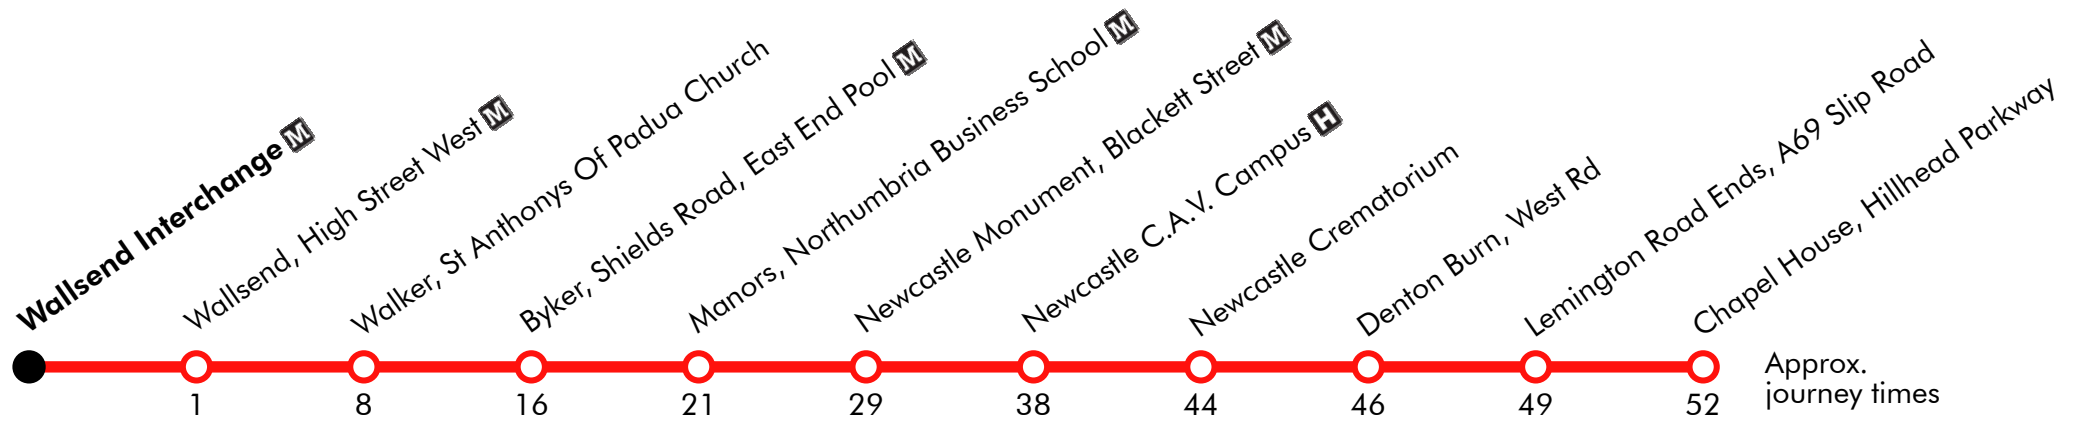 Wallsend Interchange M
Wallsend, High Street West M
Walker, St Anthonys Of Padua Church
Byker, Shields Road, East End Pool M
Manors, Northumbria Business School M
Newcastle Monument, Blackett Street M
Newcastle C.A.V. Campus H
Newcastle Crematorium
Denton Burn, West Rd
Lemington Road Ends, A69 Slip Road
Chapel House, Hillhead Parkway
1 8 16 21 29 38 44 46 49 52
Approx.
journey times